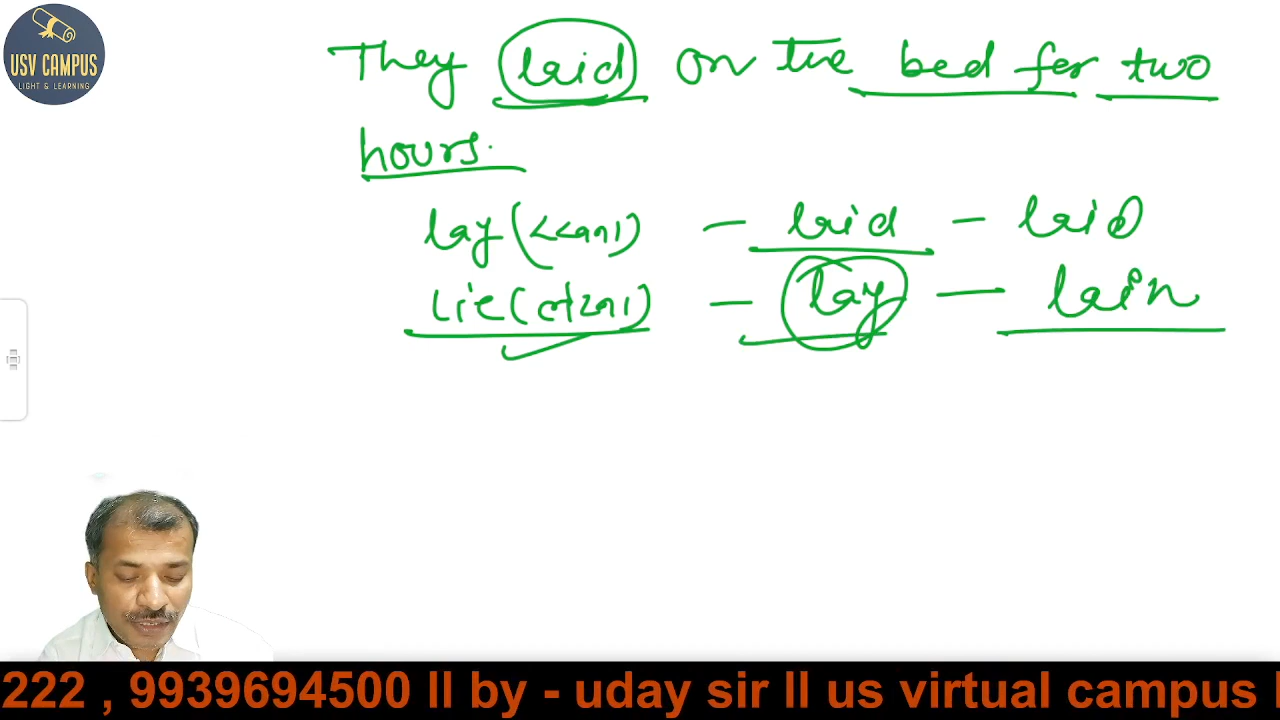 USV CAMPUS
LIGHT & LEARNING
They laid on the bed for two
hours.
lay (रखना) - laid - laid
lie (लेटना) - lay - lain
222 , 9939694500 ll by - uday sir ll us virtual campus